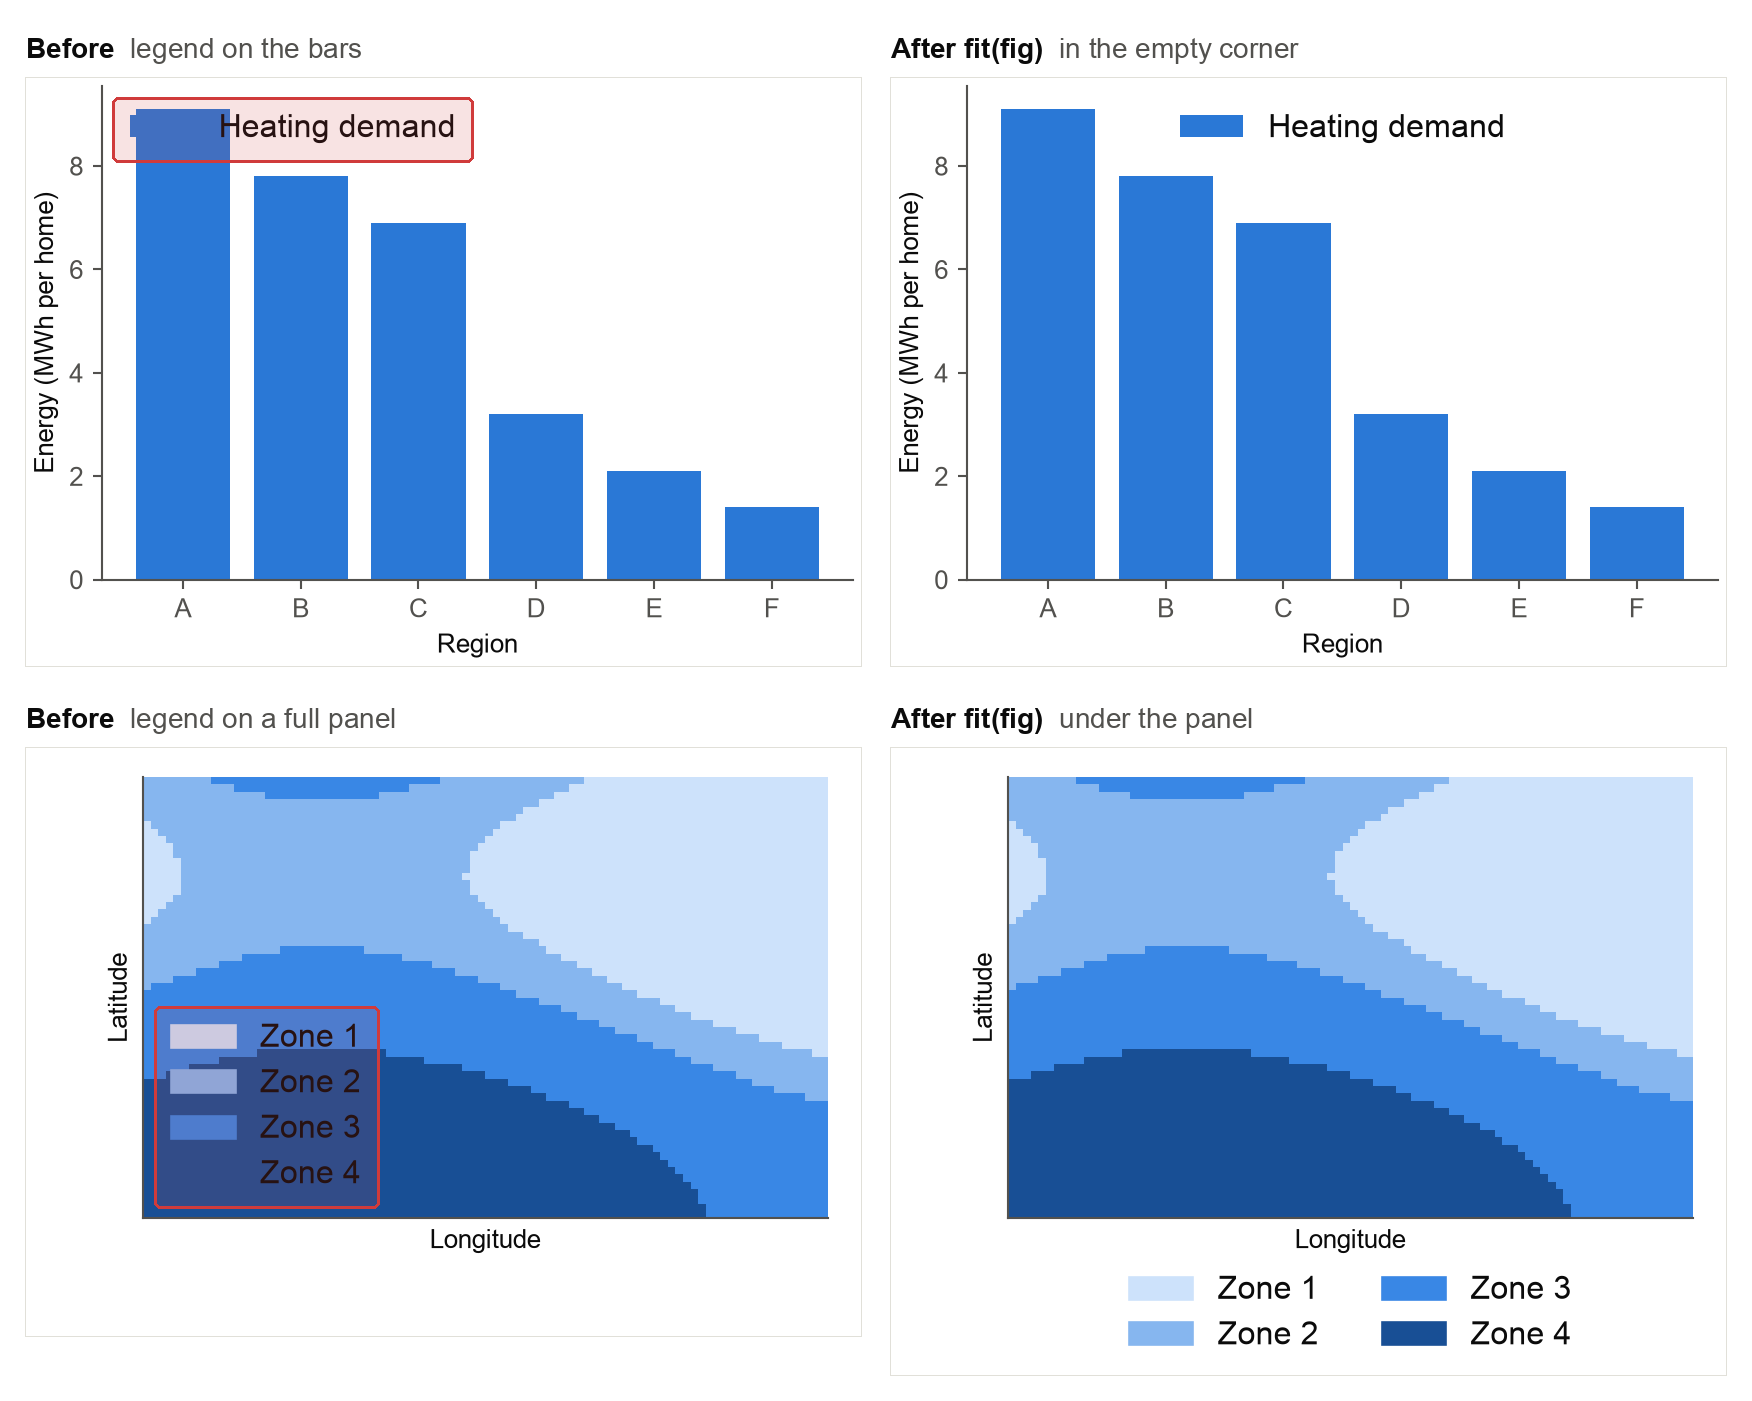 Before legend on the bars
Heating demand
8
6
4
2
0
Energy (MWh per home)
A B C D E F
Region
After fit(fig) in the empty corner
Heating demand
8
6
4
2
0
Energy (MWh per home)
A B C D E F
Region
Before legend on a full panel
Latitude
Zone 1
Zone 2
Zone 3
Zone 4
Longitude
After fit(fig) under the panel
Latitude
Longitude
Zone 1 Zone 3
Zone 2 Zone 4